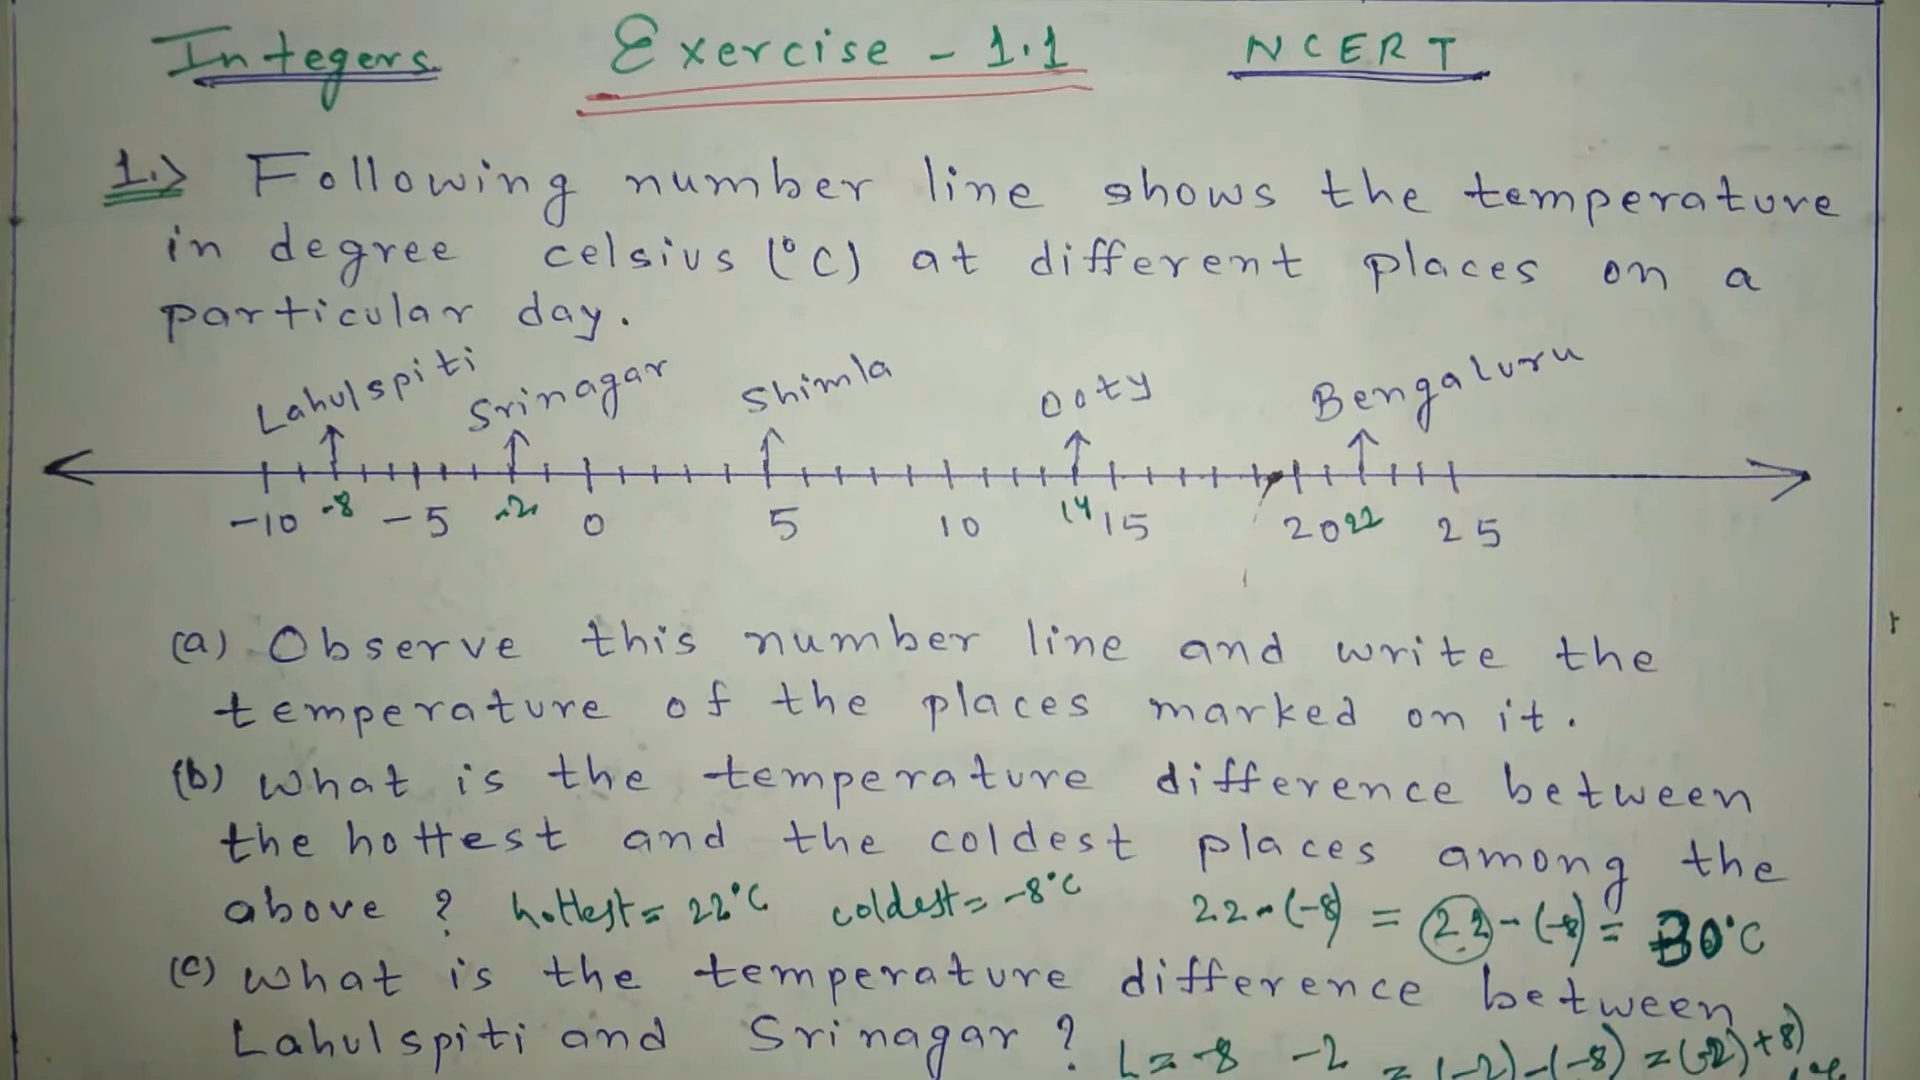 Integers Exercise - 1.1 NCERT
1.> Following number line shows the temperature
in degree celsius (°C) at different places on a
particular day.
Lahulspiti Srinagar Shimla Ooty Bengaluru
-10 -8 -5 -2 0 5 10 14 15 20 22 25
(a) Observe this number line and write the
temperature of the places marked on it.
(b) What is the temperature difference between
the hottest and the coldest places among the
above ? hottest = 22°C coldest = -8°C 22-(-8) = 22-(-8) = 30°C
(c) What is the temperature difference between
Lahulspiti and Srinagar ? L = -8 -2 = (-2)-(-8) = (-2)+8)